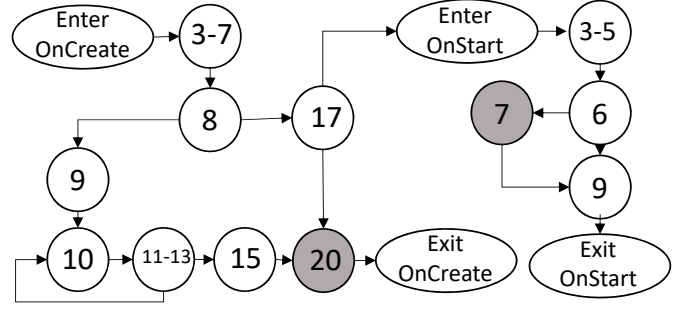 Enter
OnCreate
3-7
Enter
OnStart
3-5
8
17
7
6
9
9
10
11-13
15
20
Exit
OnCreate
Exit
OnStart